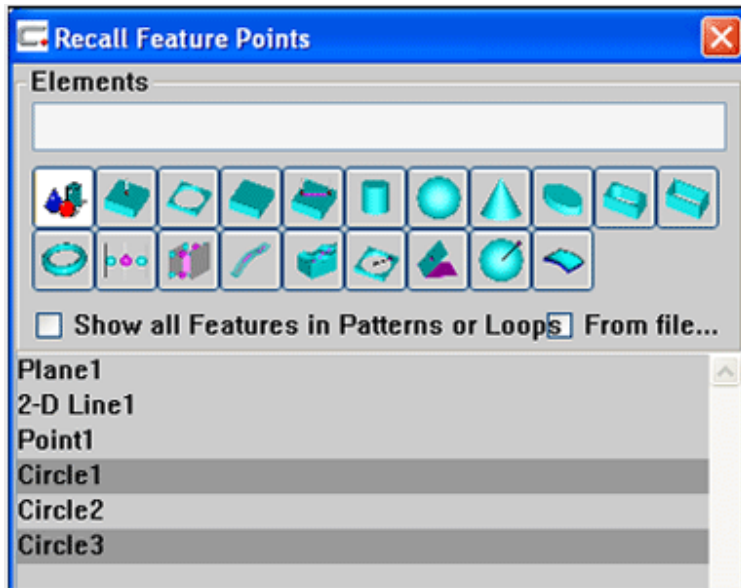 Recall Feature Points
Elements
Show all Features in Patterns or Loops From file...
Plane1
2-D Line1
Point1
Circle1
Circle2
Circle3